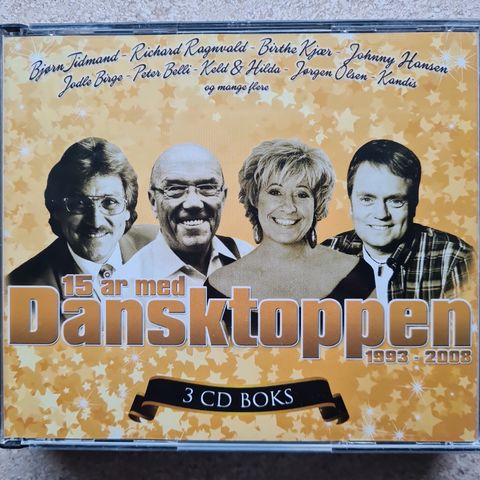 Bjørn Tidmand - Richard Ragnvald - Birthe Kjær - Johnny Hansen
Jodle Birge - Peter Belli - Keld & Hilda - Jørgen Olsen - Kandis
og mange flere
15 år med
Dansktoppen
1993 - 2008
3 CD BOKS